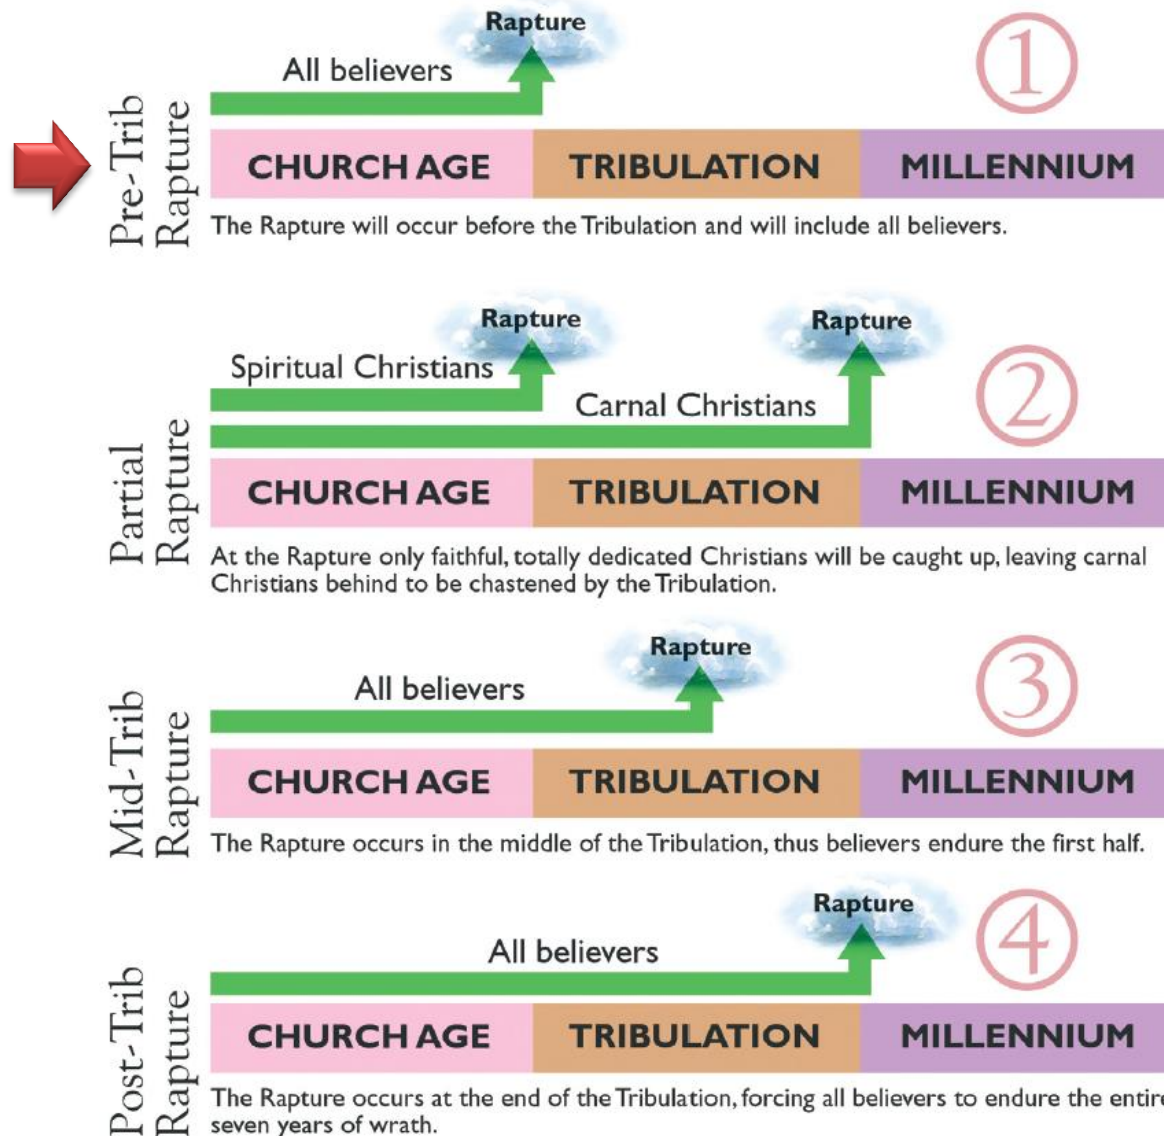 Rapture
All believers
①
Pre-Trib
Rapture
CHURCH AGE TRIBULATION MILLENNIUM
The Rapture will occur before the Tribulation and will include all believers.
Rapture Rapture
Spiritual Christians
Carnal Christians
②
Partial
Rapture
CHURCH AGE TRIBULATION MILLENNIUM
At the Rapture only faithful, totally dedicated Christians will be caught up, leaving carnal
Christians behind to be chastened by the Tribulation.
Rapture
All believers
③
Mid-Trib
Rapture
CHURCH AGE TRIBULATION MILLENNIUM
The Rapture occurs in the middle of the Tribulation, thus believers endure the first half.
Rapture
All believers
④
Post-Trib
Rapture
CHURCH AGE TRIBULATION MILLENNIUM
The Rapture occurs at the end of the Tribulation, forcing all believers to endure the entire
seven years of wrath.